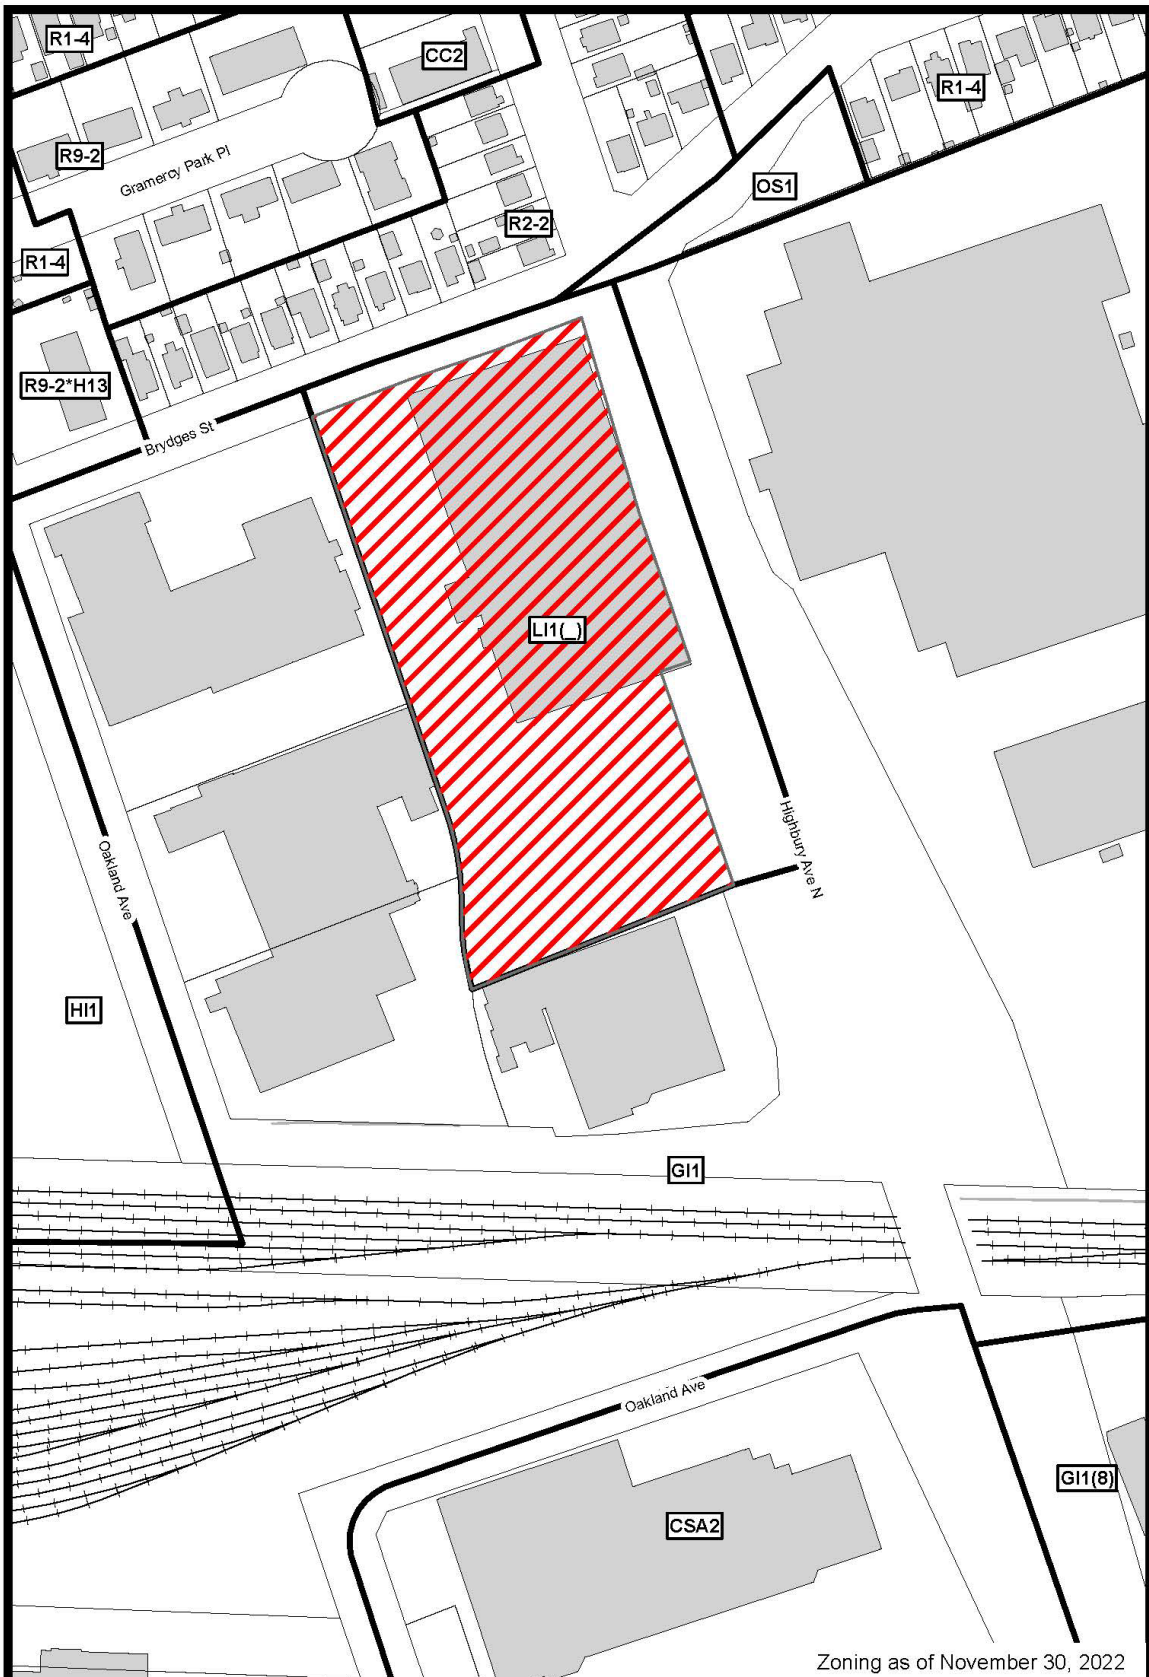 R1-4
CC2
R1-4
R9-2
Gramercy Park Pl
OS1
R2-2
R1-4
R9-2*H13
Brydges St
LI1(_)
Highbury Ave N
Oakland Ave
HI1
GI1
Oakland Ave
GI1(8)
CSA2
Zoning as of November 30, 2022